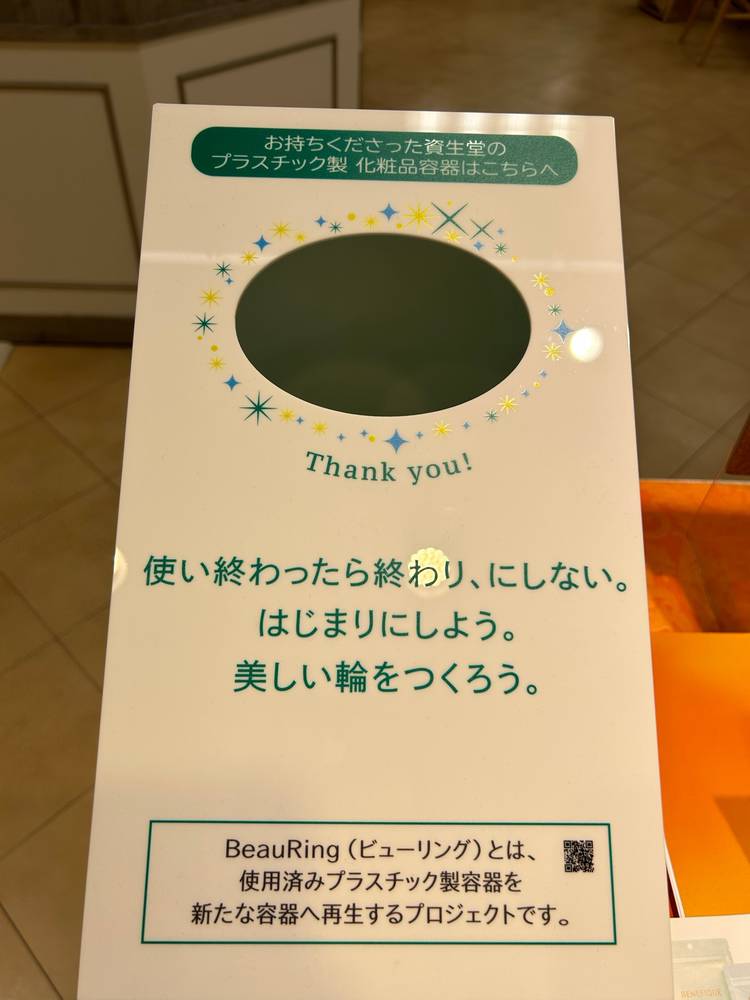 お持ちくださった資生堂の
プラスチック製 化粧品容器はこちらへ
Thank you!
使い終わったら終わり、にしない。
はじまりにしよう。
美しい輪をつくろう。
BeauRing（ビューリング）とは、
使用済みプラスチック製容器を
新たな容器へ再生するプロジェクトです。
BENEFIQUE